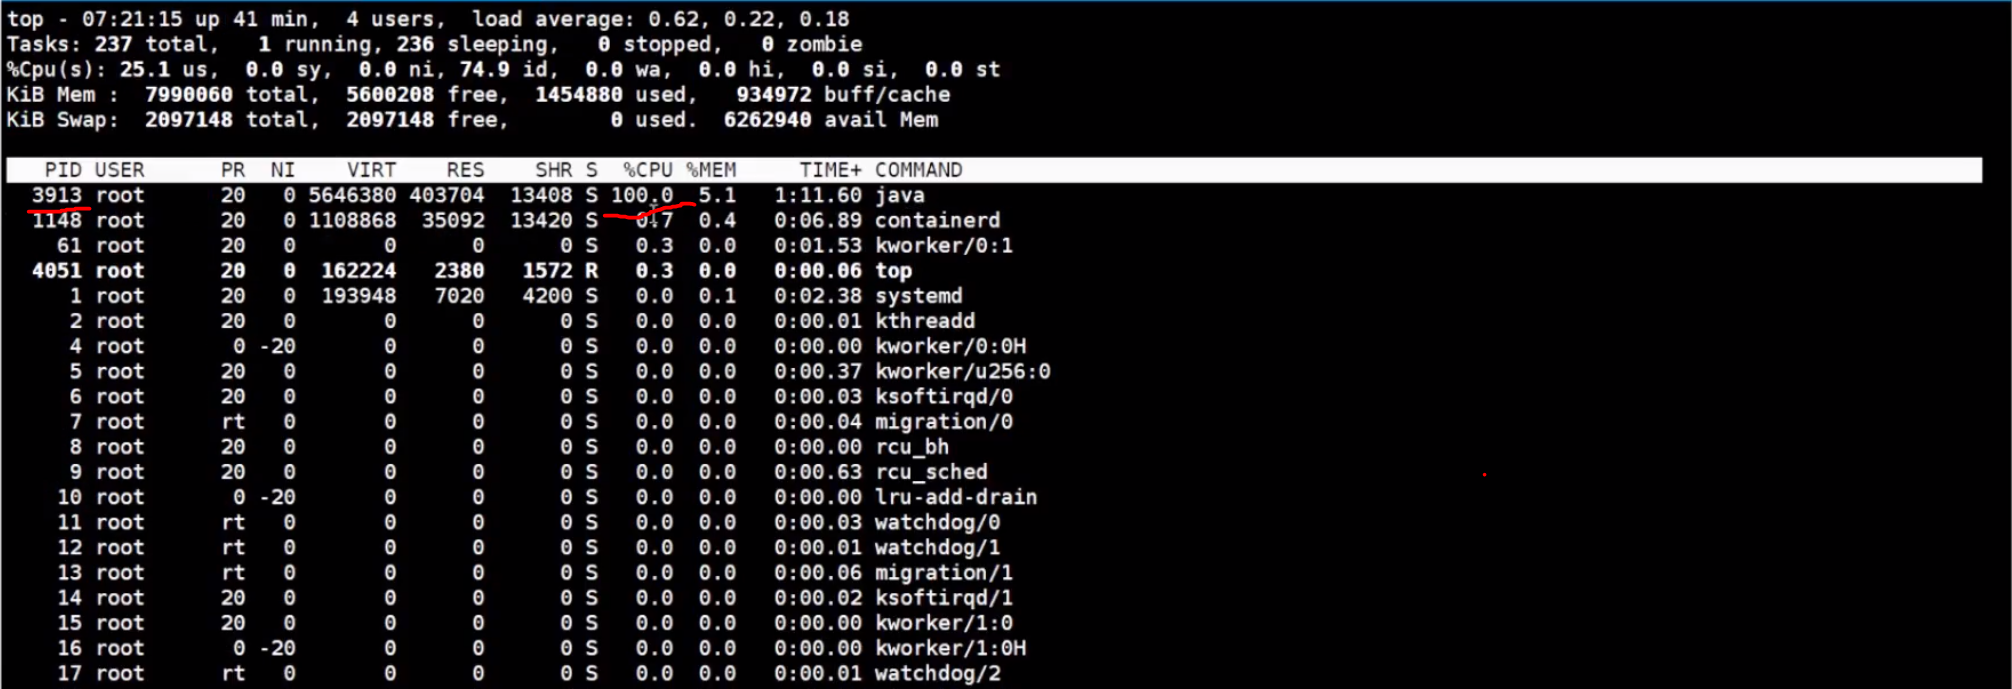 top - 07:21:15 up 41 min,  4 users,  load average: 0.62, 0.22, 0.18
Tasks: 237 total,   1 running, 236 sleeping,   0 stopped,   0 zombie
%Cpu(s): 25.1 us,  0.0 sy,  0.0 ni, 74.9 id,  0.0 wa,  0.0 hi,  0.0 si,  0.0 st
KiB Mem :  7990060 total,  5600208 free,  1454880 used,   934972 buff/cache
KiB Swap:  2097148 total,  2097148 free,        0 used.  6262940 avail Mem
PID USER      PR  NI    VIRT    RES    SHR S  %CPU %MEM     TIME+ COMMAND
3913 root      20   0 5646380 403704  13408 S 100.0  5.1   1:11.60 java
1148 root      20   0 1108868  35092  13420 S   0.7  0.4   0:06.89 containerd
61 root      20   0       0      0      0 S   0.3  0.0   0:01.53 kworker/0:1
4051 root      20   0  162224   2380   1572 R   0.3  0.0   0:00.06 top
1 root      20   0  193948   7020   4200 S   0.0  0.1   0:02.38 systemd
2 root      20   0       0      0      0 S   0.0  0.0   0:00.01 kthreadd
4 root       0 -20       0      0      0 S   0.0  0.0   0:00.00 kworker/0:0H
5 root      20   0       0      0      0 S   0.0  0.0   0:00.37 kworker/u256:0
6 root      20   0       0      0      0 S   0.0  0.0   0:00.03 ksoftirqd/0
7 root      rt   0       0      0      0 S   0.0  0.0   0:00.04 migration/0
8 root      20   0       0      0      0 S   0.0  0.0   0:00.00 rcu_bh
9 root      20   0       0      0      0 S   0.0  0.0   0:00.63 rcu_sched
10 root       0 -20       0      0      0 S   0.0  0.0   0:00.00 lru-add-drain
11 root      rt   0       0      0      0 S   0.0  0.0   0:00.03 watchdog/0
12 root      rt   0       0      0      0 S   0.0  0.0   0:00.01 watchdog/1
13 root      rt   0       0      0      0 S   0.0  0.0   0:00.06 migration/1
14 root      20   0       0      0      0 S   0.0  0.0   0:00.02 ksoftirqd/1
15 root      20   0       0      0      0 S   0.0  0.0   0:00.00 kworker/1:0
16 root       0 -20       0      0      0 S   0.0  0.0   0:00.00 kworker/1:0H
17 root      rt   0       0      0      0 S   0.0  0.0   0:00.01 watchdog/2